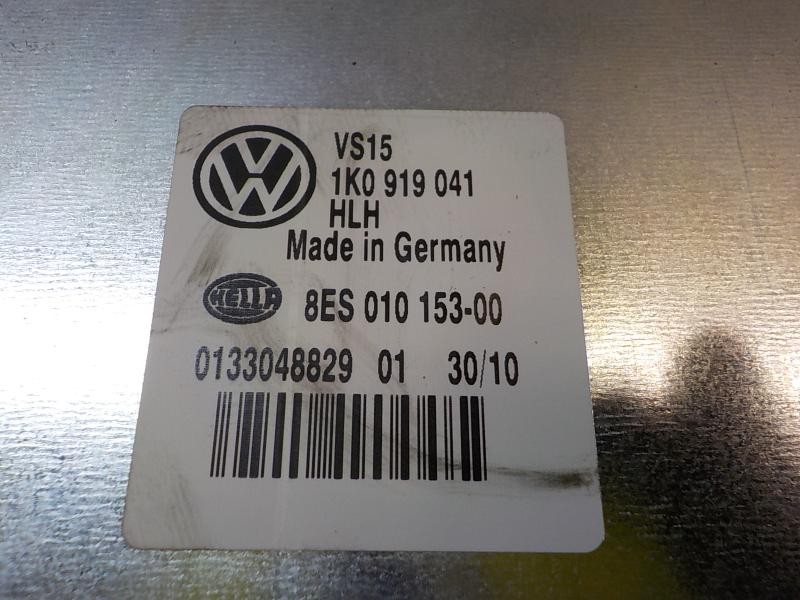 VS15
1K0 919 041
HLH
Made in Germany
HELLA 8ES 010 153-00
0133048829 01 30/10